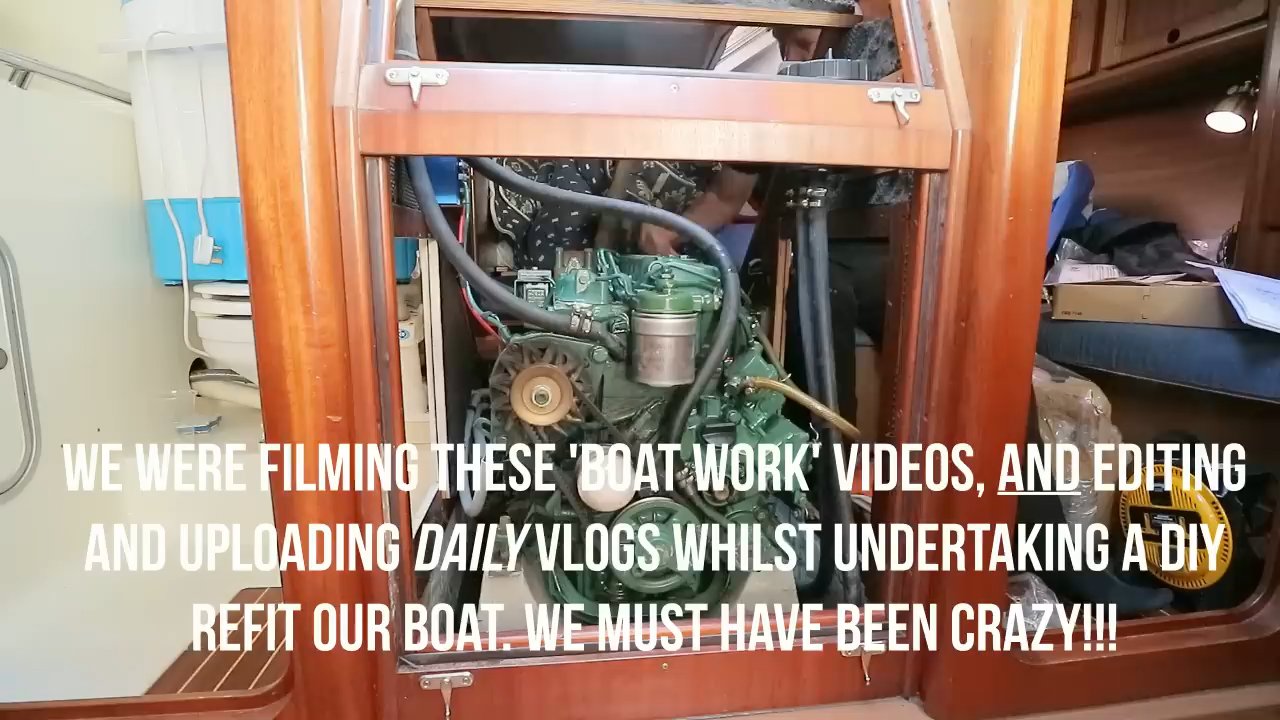 WE WERE FILMING THESE 'BOAT WORK' VIDEOS, AND EDITING
AND UPLOADING DAILY VLOGS WHILST UNDERTAKING A DIY
REFIT OUR BOAT. WE MUST HAVE BEEN CRAZY!!!